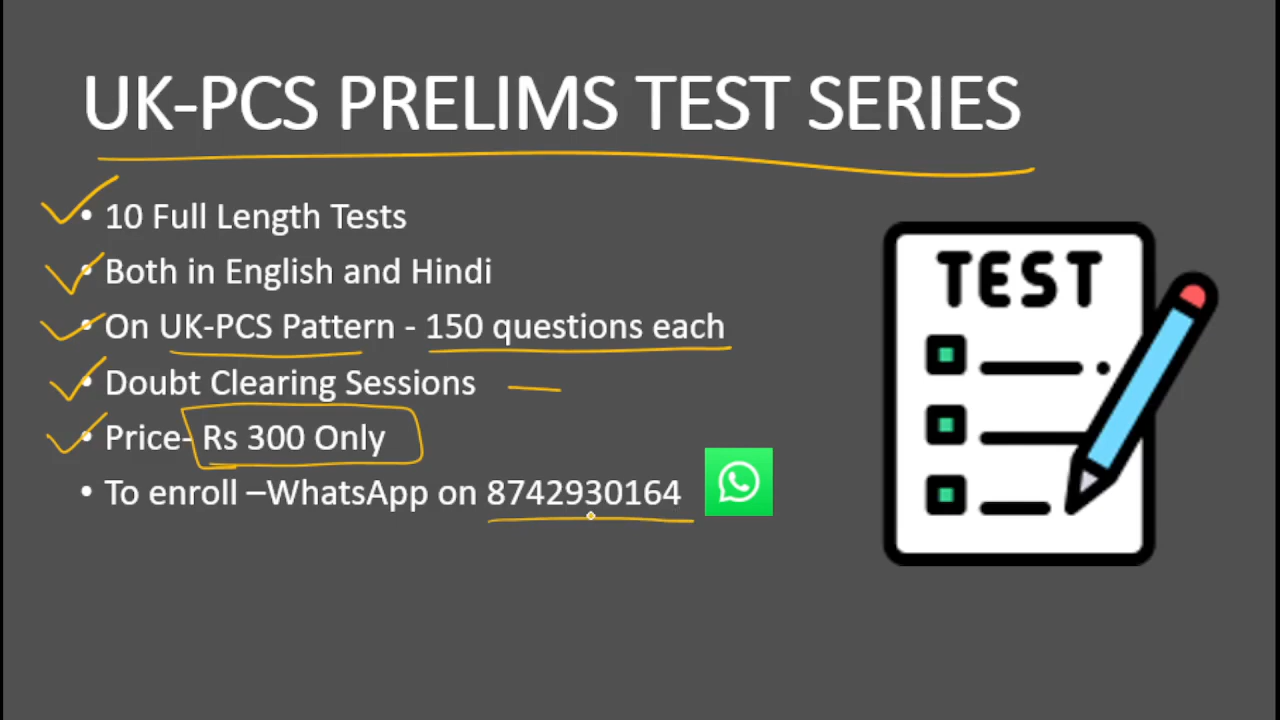 UK-PCS PRELIMS TEST SERIES
• 10 Full Length Tests
• Both in English and Hindi
• On UK-PCS Pattern - 150 questions each
• Doubt Clearing Sessions
• Price- Rs 300 Only
• To enroll –WhatsApp on 8742930164
TEST